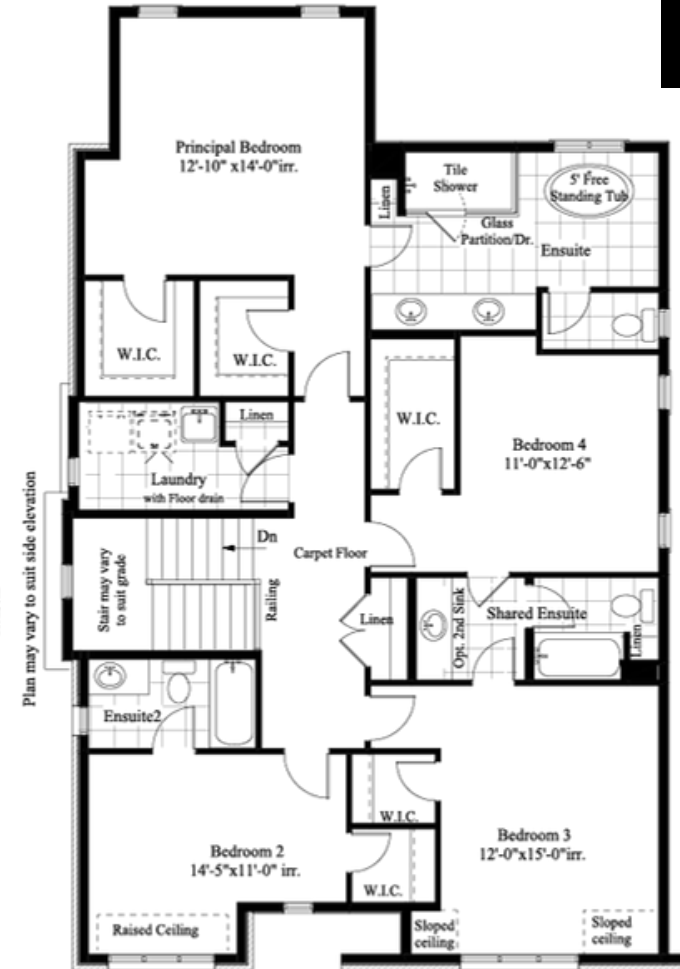 Principal Bedroom
12'-10" x14'-0"irr.
Tile
Shower
5' Free
Standing Tub
Linen
Glass
Partition/Dr.
Ensuite
W.I.C.
W.I.C.
Linen
W.I.C.
Bedroom 4
11'-0"x12'-6"
Laundry
with Floor drain
Plan may vary to suit side elevation
Stair may vary
to suit grade
Dn
Railing
Carpet Floor
Linen
Opt. 2nd Sink
Shared Ensuite
Linen
Ensuite2
Bedroom 2
14'-5"x11'-0" irr.
W.I.C.
W.I.C.
Bedroom 3
12'-0"x15'-0"irr.
Raised Ceiling
Sloped
ceiling
Sloped
ceiling